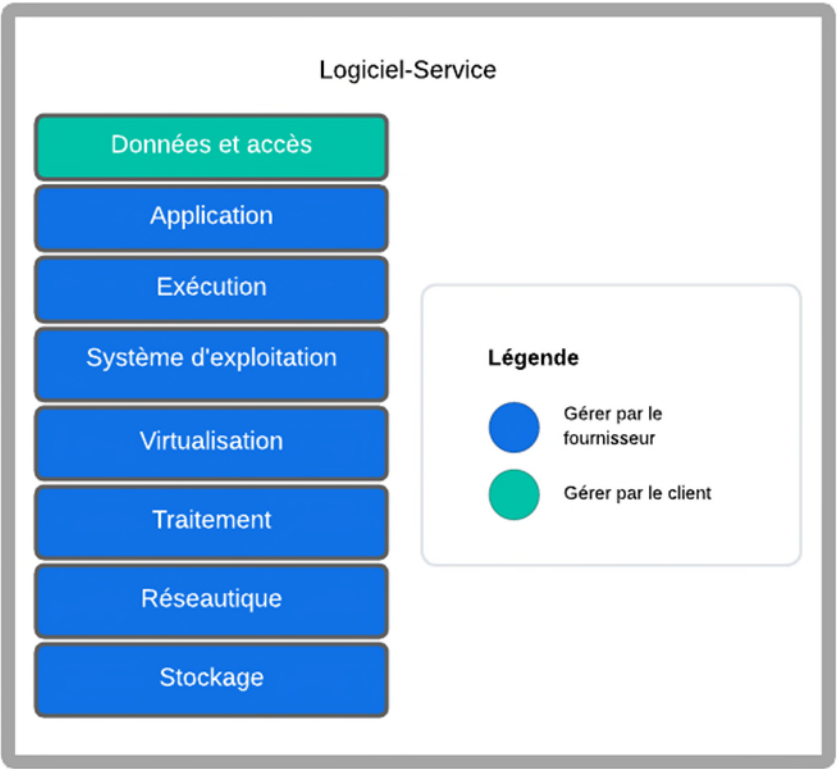 Logiciel-Service
Données et accès
Application
Exécution
Système d'exploitation
Virtualisation
Traitement
Réseautique
Stockage
Légende
Gérer par le
fournisseur
Gérer par le client